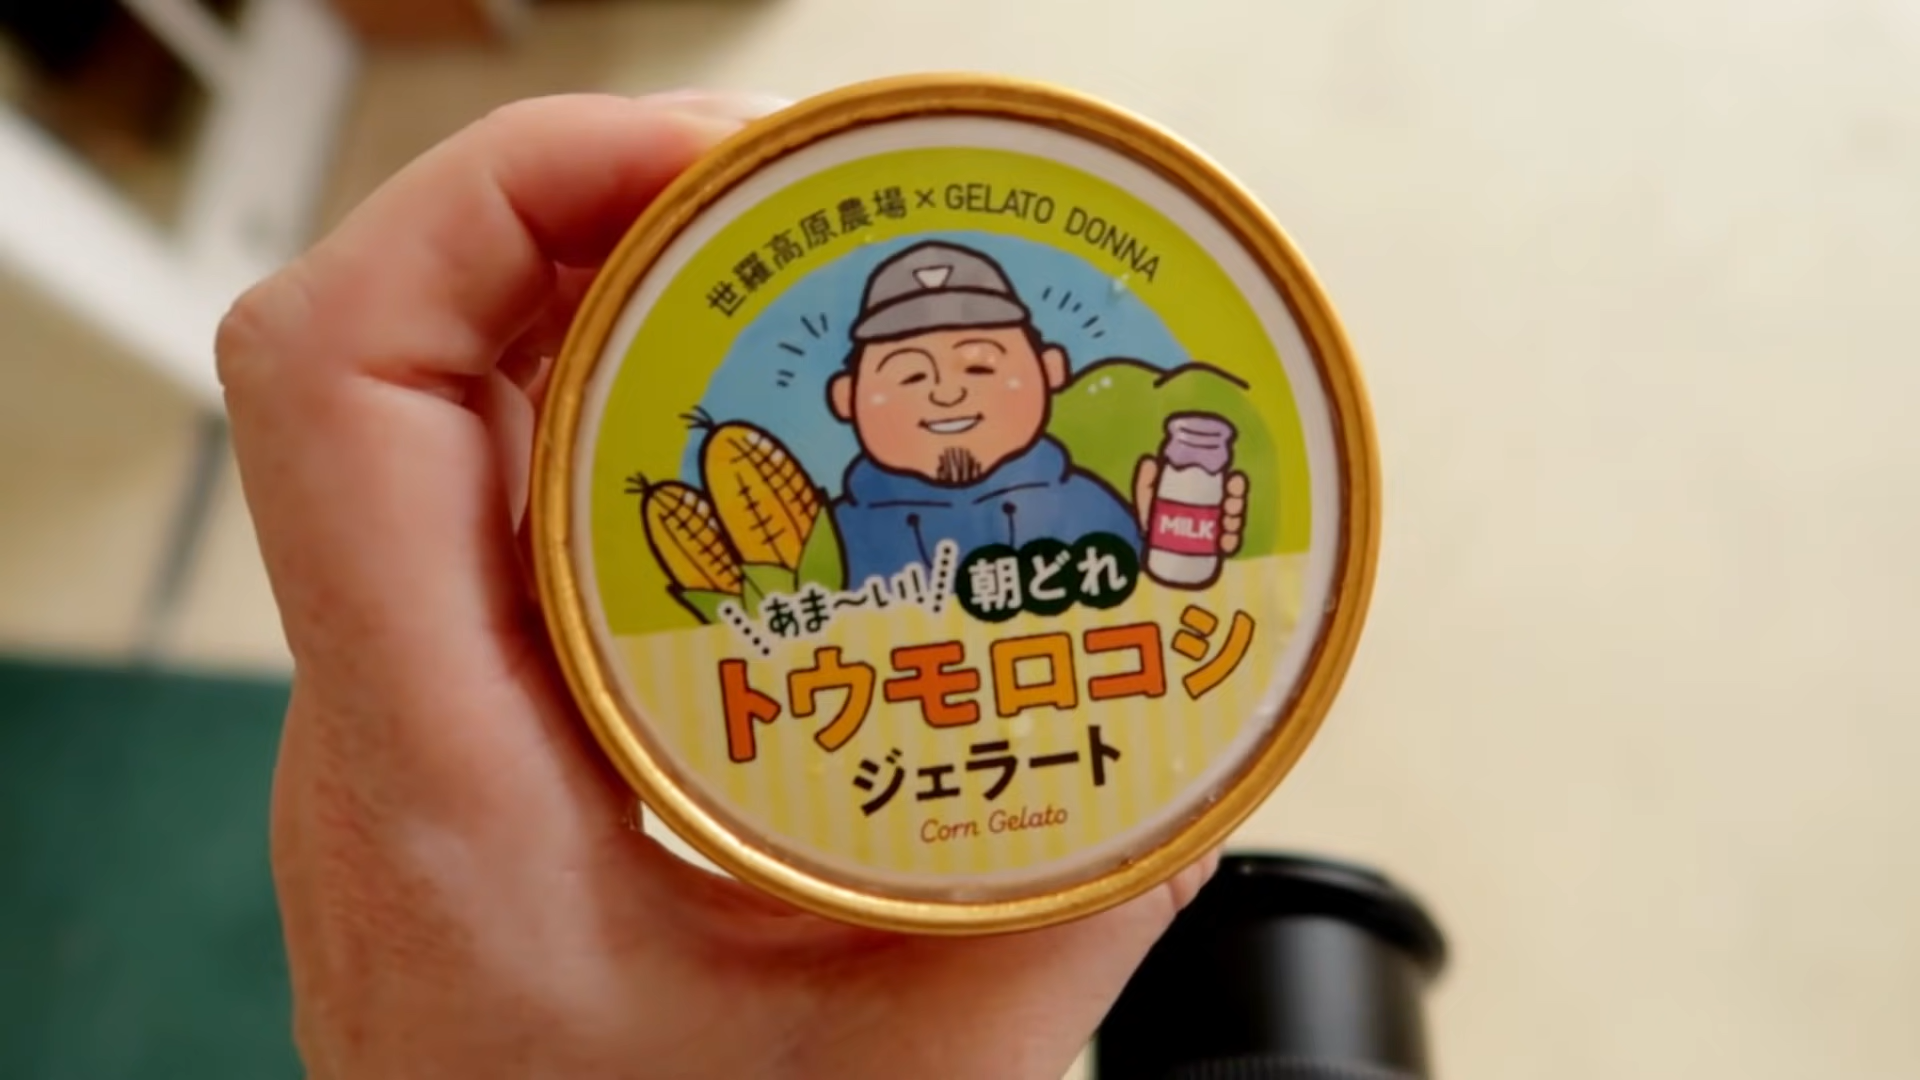 世羅高原農場×GELATO DONNA
MILK
あま〜い!
朝どれ
トウモロコシ
ジェラート
Corn Gelato